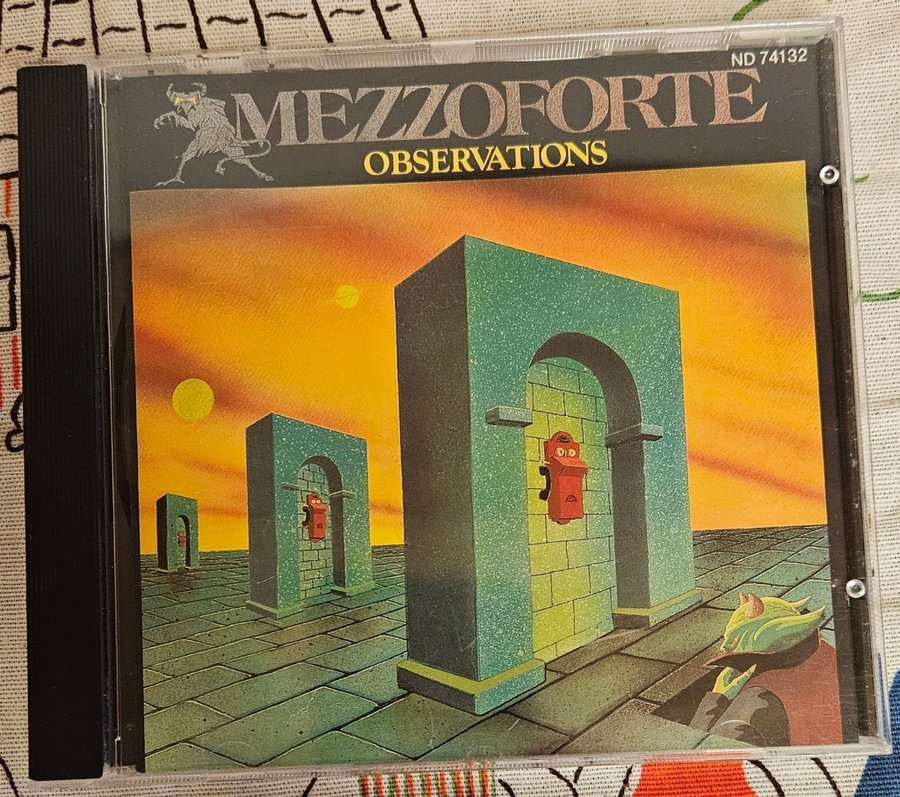 ND 74132
MEZZOFORTE
OBSERVATIONS